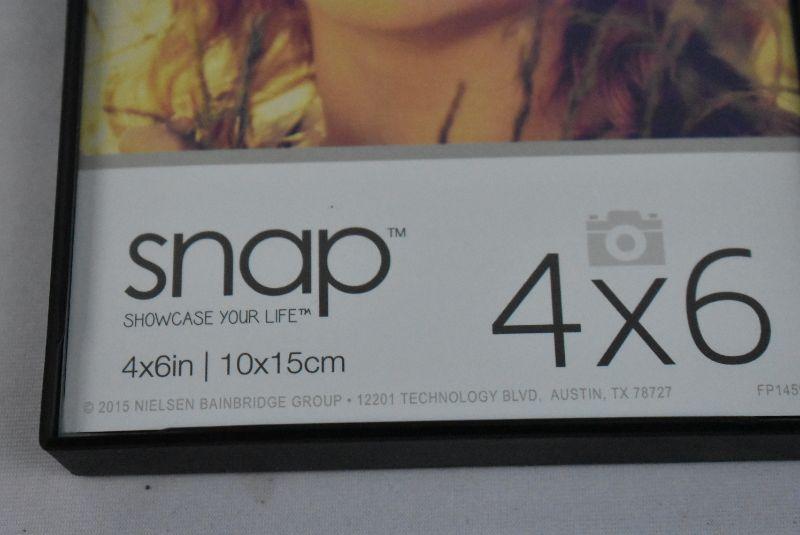 snap™
SHOWCASE YOUR LIFE™
4x6in | 10x15cm
4x6
© 2015 NIELSEN BAINBRIDGE GROUP • 12201 TECHNOLOGY BLVD. AUSTIN, TX 78727